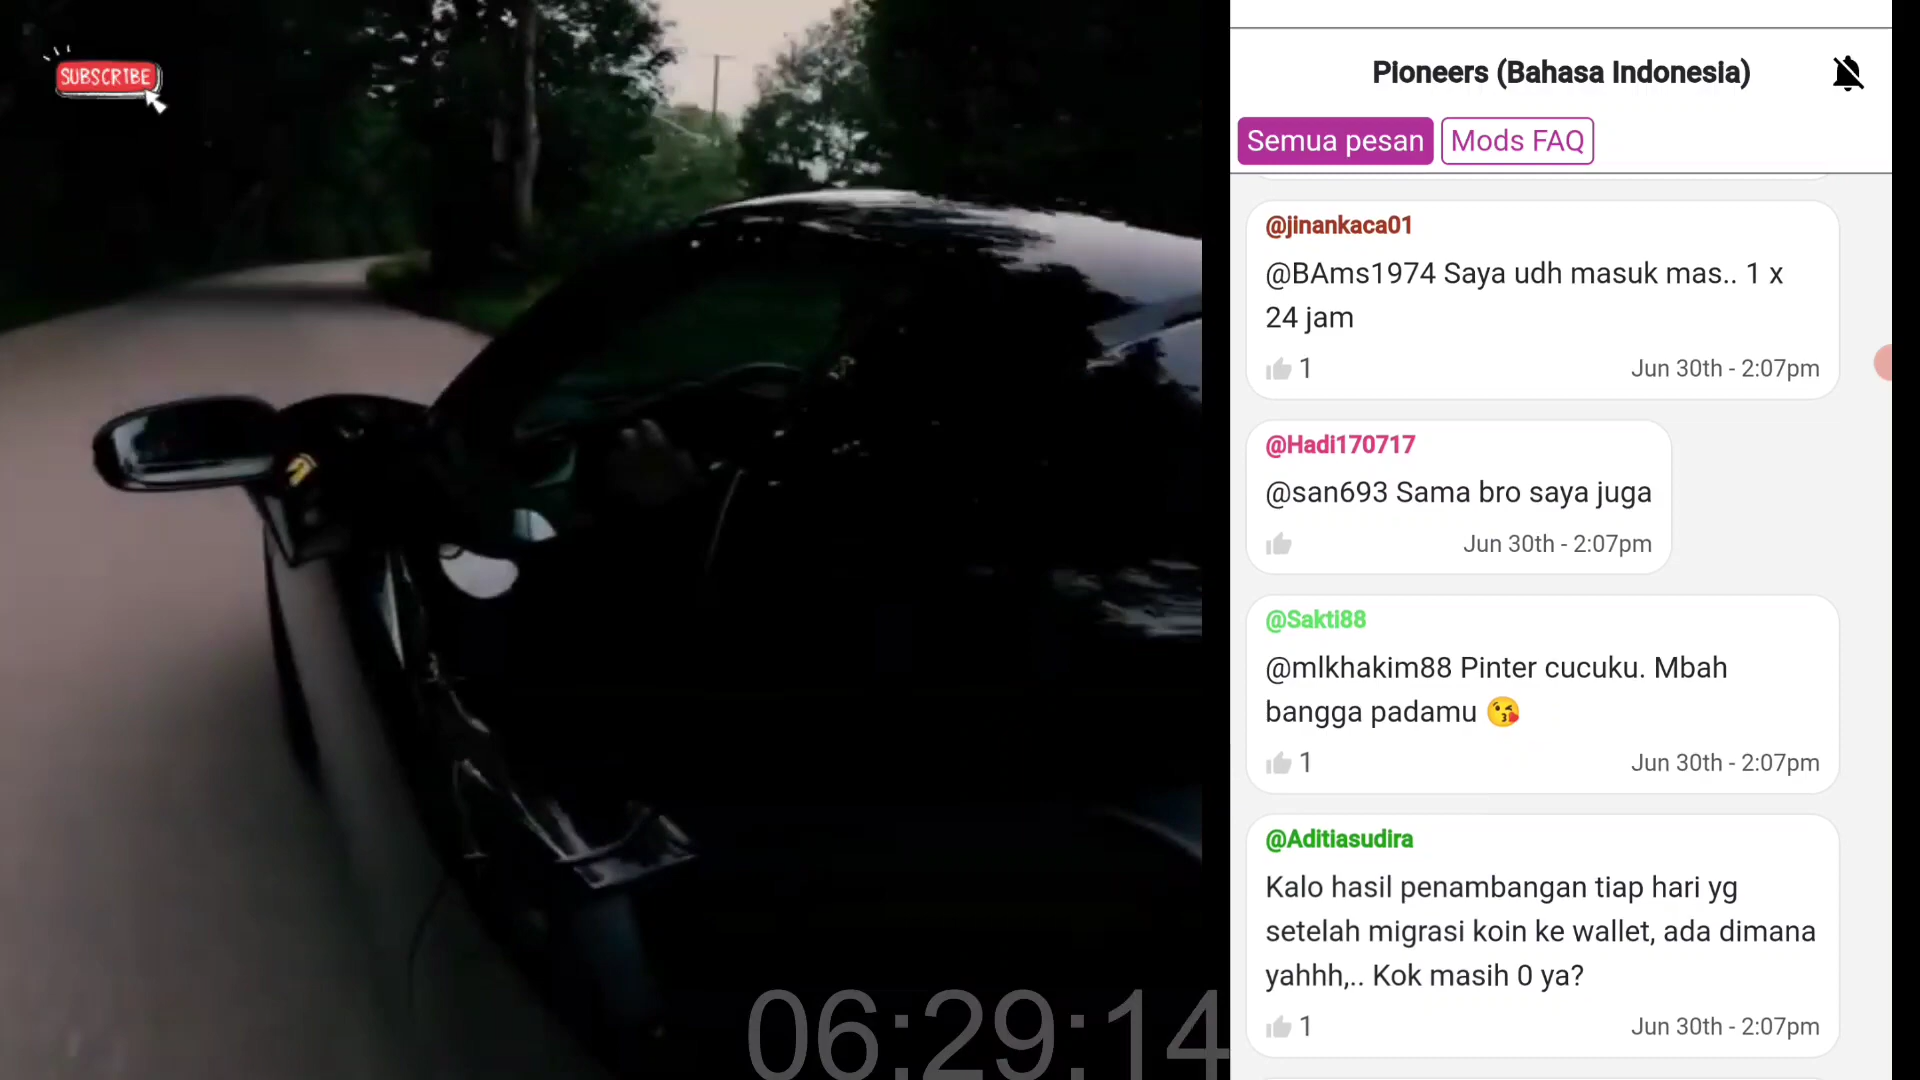 SUBSCRIBE
06:29:14
Pioneers (Bahasa Indonesia)
Semua pesan
Mods FAQ
@jinankaca01
@BAms1974 Saya udh masuk mas.. 1 x
24 jam
1
Jun 30th - 2:07pm
@Hadi170717
@san693 Sama bro saya juga
Jun 30th - 2:07pm
@Sakti88
@mlkhakim88 Pinter cucuku. Mbah
bangga padamu 😘
1
Jun 30th - 2:07pm
@Aditiasudira
Kalo hasil penambangan tiap hari yg
setelah migrasi koin ke wallet, ada dimana
yahhh,.. Kok masih 0 ya?
1
Jun 30th - 2:07pm